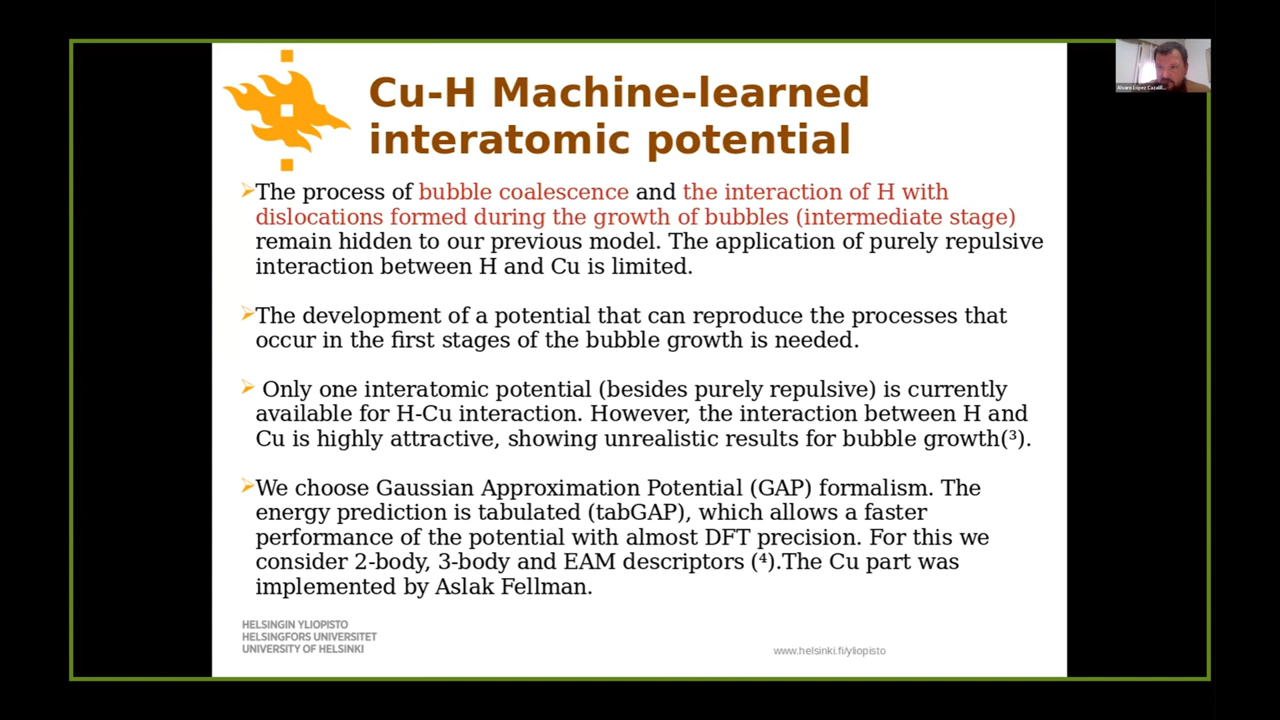 Cu-H Machine-learned
interatomic potential
➢The process of bubble coalescence and the interaction of H with
dislocations formed during the growth of bubbles (intermediate stage)
remain hidden to our previous model. The application of purely repulsive
interaction between H and Cu is limited.
➢The development of a potential that can reproduce the processes that
occur in the first stages of the bubble growth is needed.
➢ Only one interatomic potential (besides purely repulsive) is currently
available for H-Cu interaction. However, the interaction between H and
Cu is highly attractive, showing unrealistic results for bubble growth(³).
➢We choose Gaussian Approximation Potential (GAP) formalism. The
energy prediction is tabulated (tabGAP), which allows a faster
performance of the potential with almost DFT precision. For this we
consider 2-body, 3-body and EAM descriptors (⁴).The Cu part was
implemented by Aslak Fellman.
HELSINGIN YLIOPISTO
HELSINGFORS UNIVERSITET
UNIVERSITY OF HELSINKI
www.helsinki.fi/yliopisto